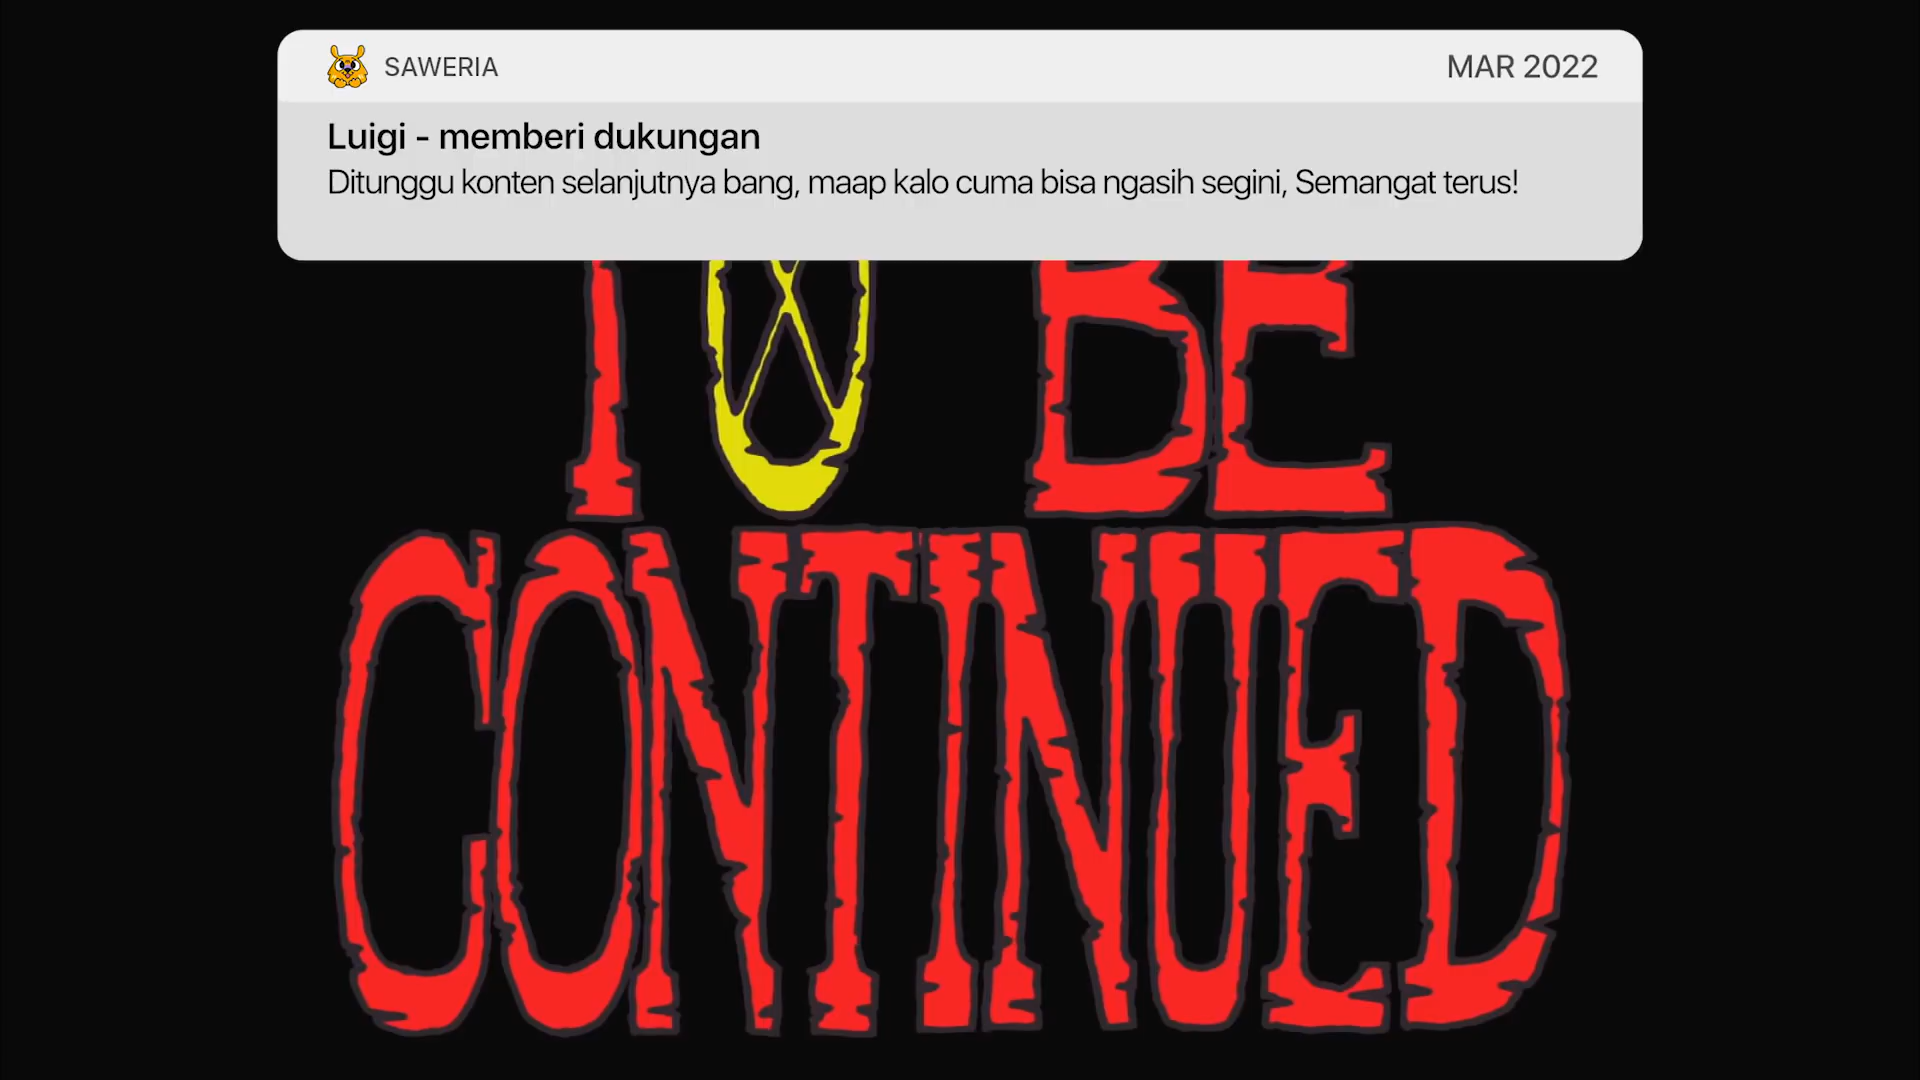 SAWERIA
MAR 2022
Luigi - memberi dukungan
Ditunggu konten selanjutnya bang, maap kalo cuma bisa ngasih segini, Semangat terus!
TO BE
CONTINUED